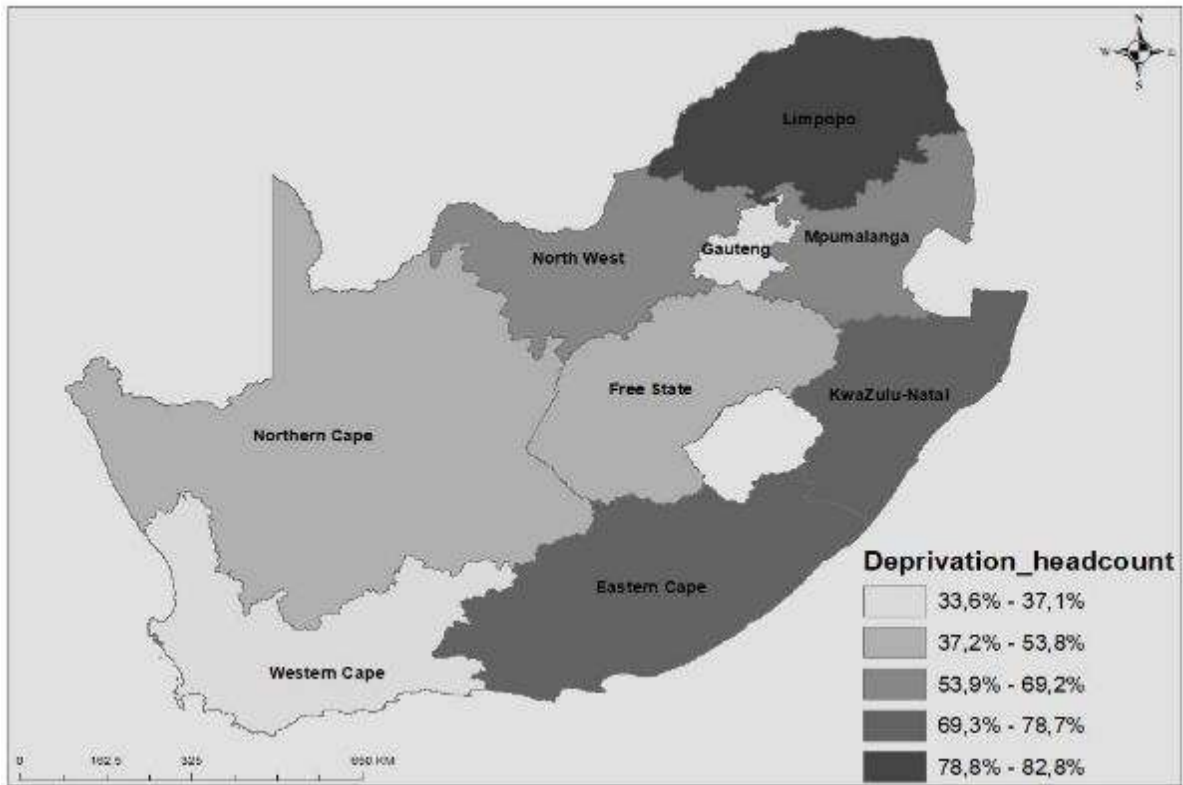 N
W E
S
Limpopo
Gauteng
Mpumalanga
North West
Free State
KwaZulu-Natal
Northern Cape
Eastern Cape
Western Cape
Deprivation_headcount
33,6% - 37,1%
37,2% - 53,8%
53,9% - 69,2%
69,3% - 78,7%
78,8% - 82,8%
0 162,5 325 650 KM